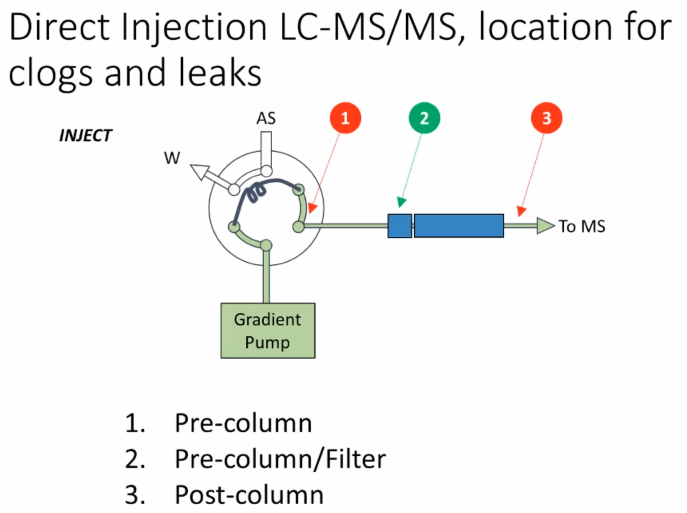 Direct Injection LC-MS/MS, location for
clogs and leaks
INJECT
AS
1
2
3
W
To MS
Gradient
Pump
1. Pre-column
2. Pre-column/Filter
3. Post-column